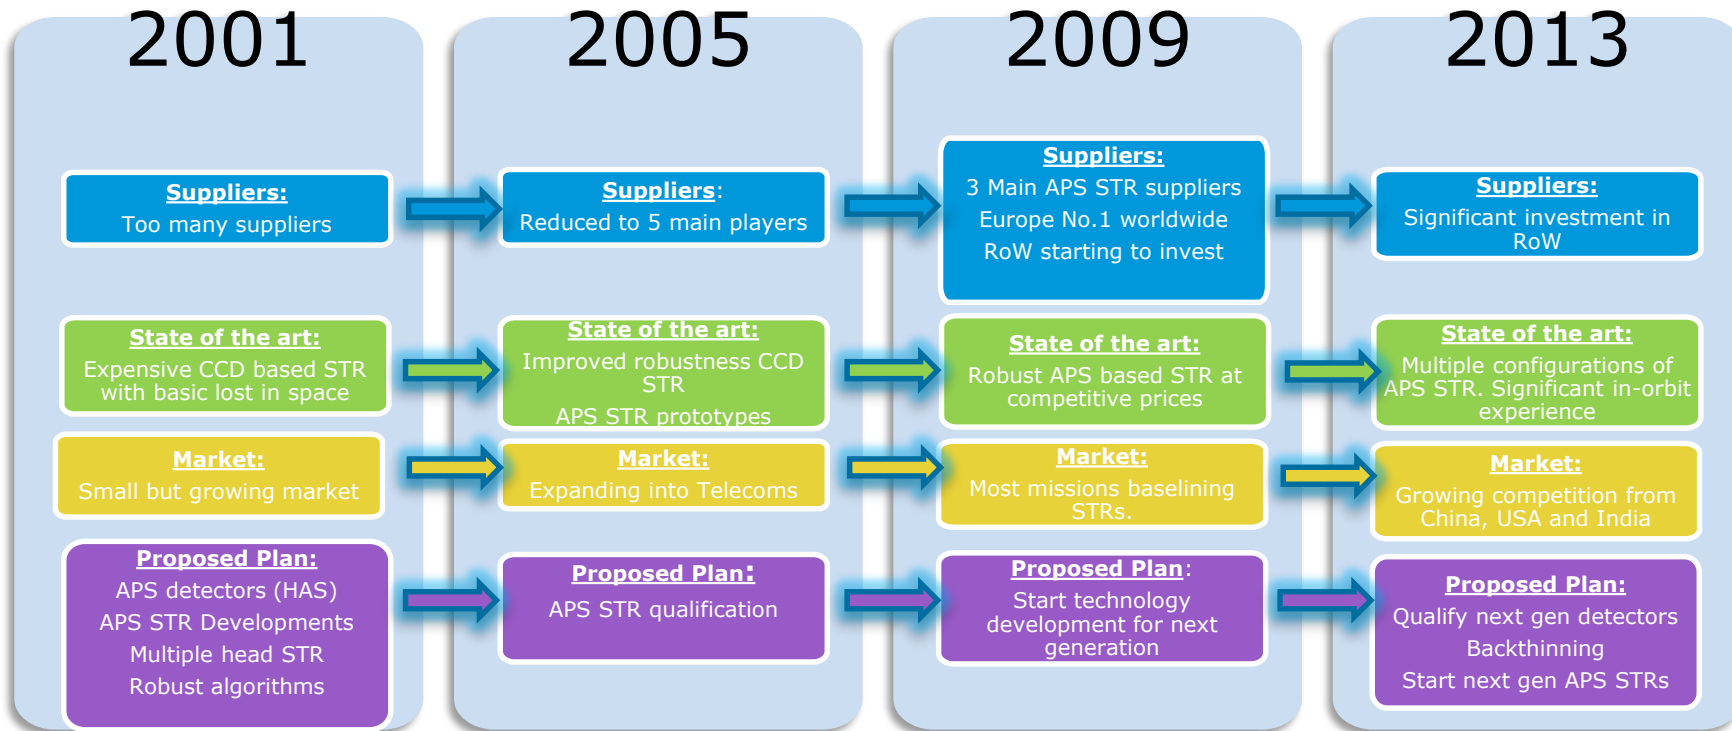 2001
Suppliers:
Too many suppliers
State of the art:
Expensive CCD based STR
with basic lost in space
Market:
Small but growing market
Proposed Plan:
APS detectors (HAS)
APS STR Developments
Multiple head STR
Robust algorithms
2005
Suppliers:
Reduced to 5 main players
State of the art:
Improved robustness CCD
STR
APS STR prototypes
Market:
Expanding into Telecoms
Proposed Plan:
APS STR qualification
2009
Suppliers:
3 Main APS STR suppliers
Europe No.1 worldwide
RoW starting to invest
State of the art:
Robust APS based STR at
competitive prices
Market:
Most missions baselining
STRs.
Proposed Plan:
Start technology
development for next
generation
2013
Suppliers:
Significant investment in
RoW
State of the art:
Multiple configurations of
APS STR. Significant in-orbit
experience
Market:
Growing competition from
China, USA and India
Proposed Plan:
Qualify next gen detectors
Backthinning
Start next gen APS STRs